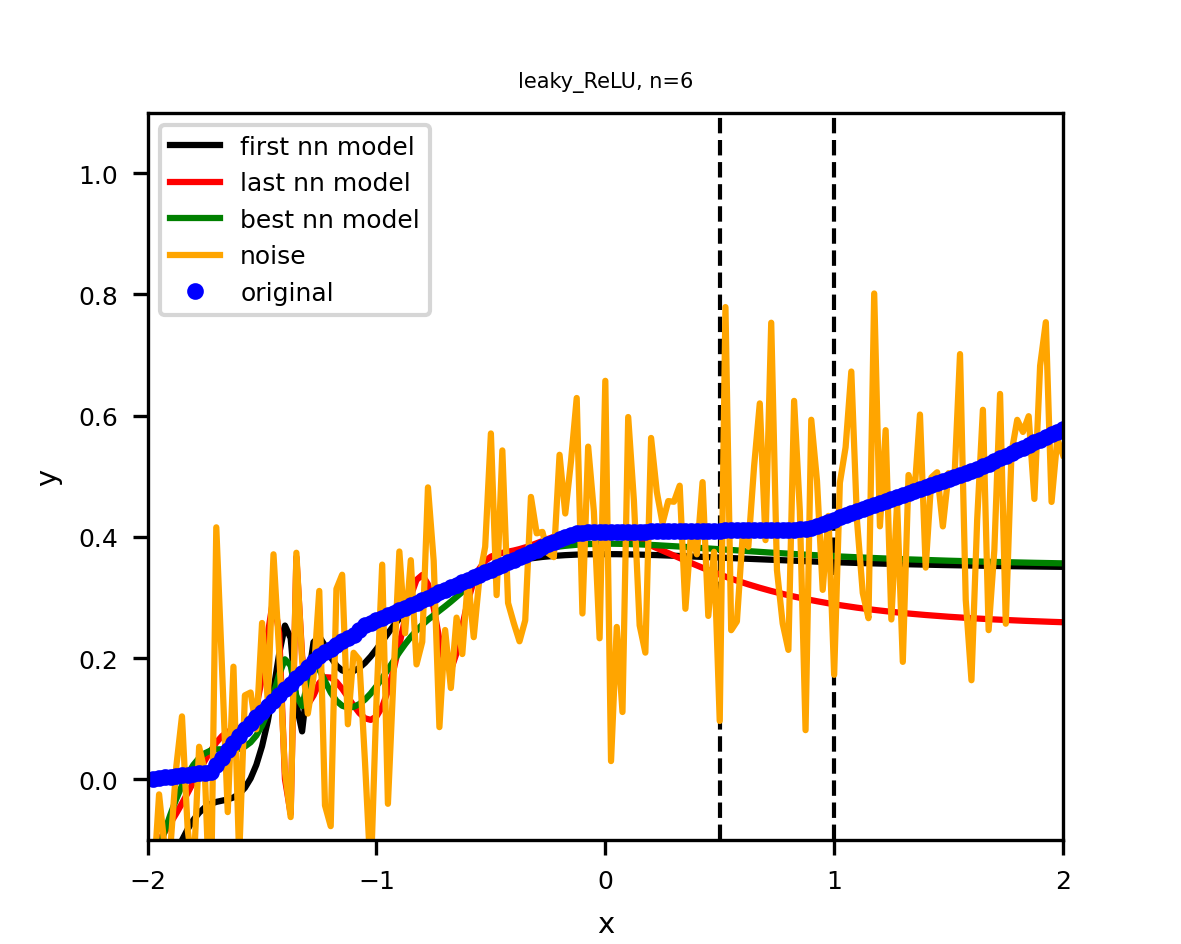 leaky_ReLU, n=6
first nn model
last nn model
best nn model
noise
original
1.0
0.8
0.6
0.4
0.2
0.0
y
−2
−1
0
1
2
x